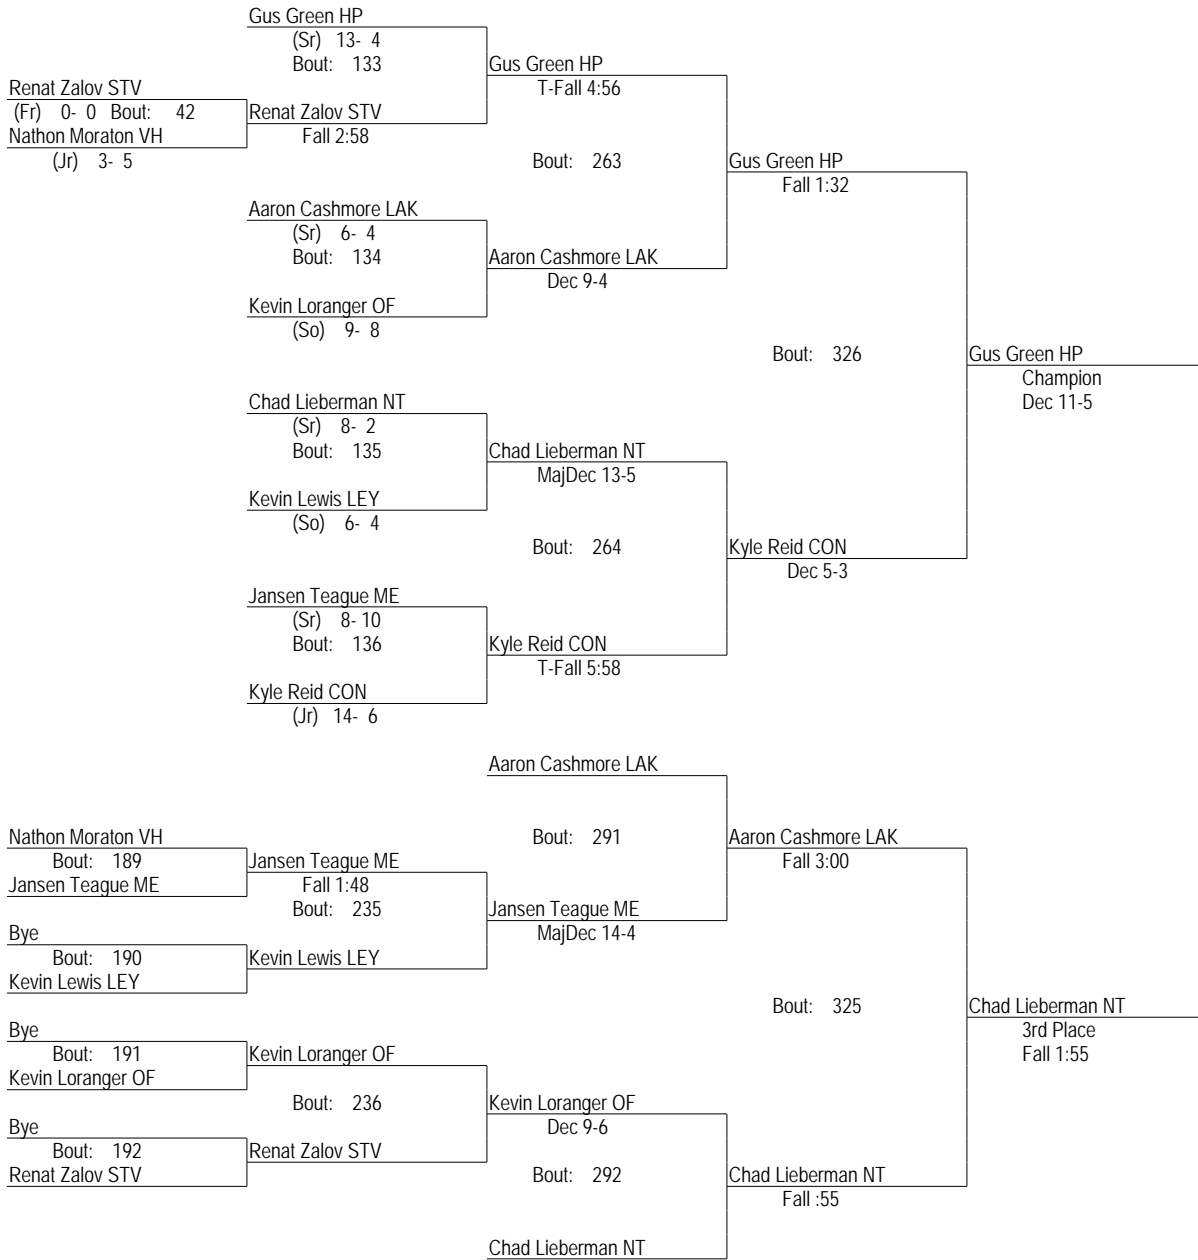 Gus Green HP
(Sr) 13- 4
Bout: 133
Gus Green HP
T-Fall 4:56
Renat Zalov STV
(Fr) 0- 0 Bout: 42
Renat Zalov STV
Fall 2:58
Nathon Moraton VH
(Jr) 3- 5
Bout: 263
Gus Green HP
Fall 1:32
Aaron Cashmore LAK
(Sr) 6- 4
Bout: 134
Aaron Cashmore LAK
Dec 9-4
Kevin Loranger OF
(So) 9- 8
Bout: 326
Gus Green HP
Champion
Dec 11-5
Chad Lieberman NT
(Sr) 8- 2
Bout: 135
Chad Lieberman NT
MajDec 13-5
Kevin Lewis LEY
(So) 6- 4
Bout: 264
Kyle Reid CON
Dec 5-3
Jansen Teague ME
(Sr) 8- 10
Bout: 136
Kyle Reid CON
T-Fall 5:58
Kyle Reid CON
(Jr) 14- 6
Aaron Cashmore LAK
Nathon Moraton VH
Bout: 189
Jansen Teague ME
Bout: 291
Aaron Cashmore LAK
Fall 3:00
Jansen Teague ME
Fall 1:48
Bout: 235
Jansen Teague ME
MajDec 14-4
Bye
Bout: 190
Kevin Lewis LEY
Kevin Lewis LEY
Bout: 325
Chad Lieberman NT
3rd Place
Fall 1:55
Bye
Bout: 191
Kevin Loranger OF
Kevin Loranger OF
Bout: 236
Kevin Loranger OF
Dec 9-6
Bye
Bout: 192
Renat Zalov STV
Renat Zalov STV
Bout: 292
Chad Lieberman NT
Fall :55
Chad Lieberman NT